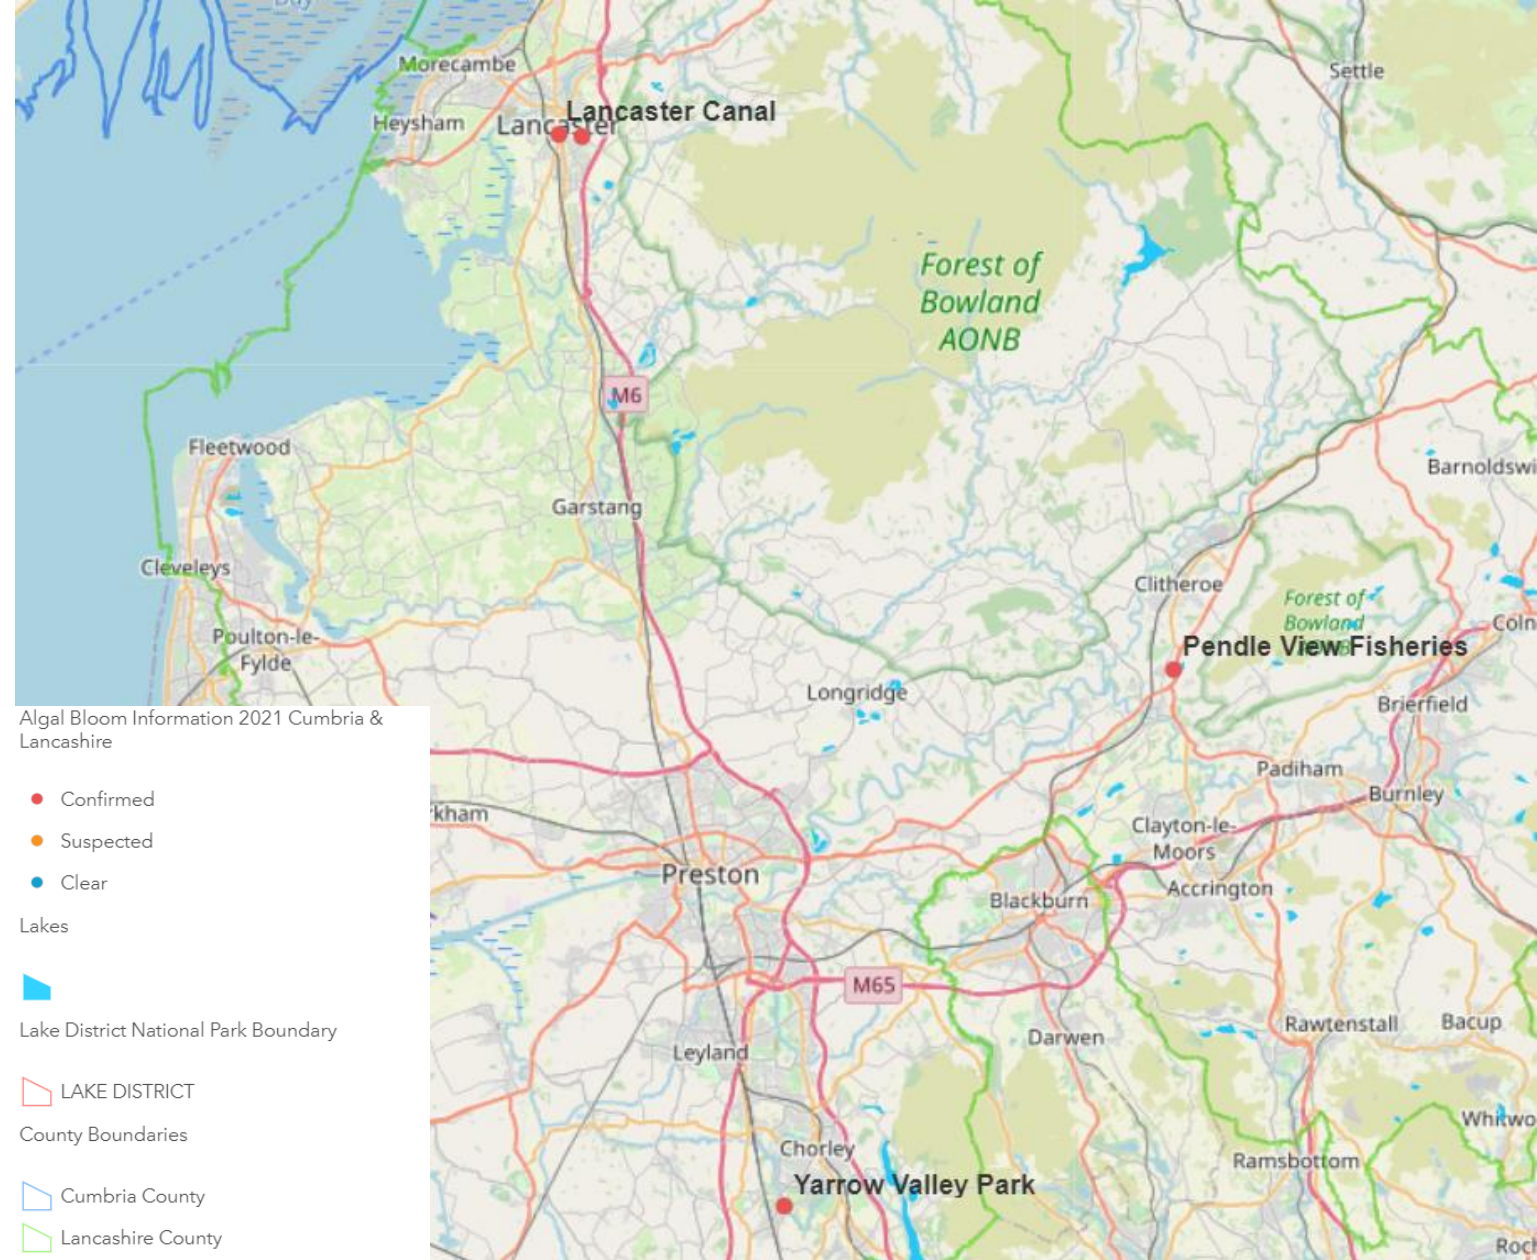 Bay
Morecambe
Settle
Lancaster Canal
Heysham
Lancaster
Forest of
Bowland
AONB
M6
Fleetwood
Barnoldswi
Garstang
Cleveleys
Clitheroe
Forest of
Bowland
Coln
Poulton-le-
Fylde
Pendle View Fisheries
Longridge
Brierfield
Algal Bloom Information 2021 Cumbria &
Lancashire
Confirmed
Suspected
Clear
Lakes
Lake District National Park Boundary
LAKE DISTRICT
County Boundaries
Cumbria County
Lancashire County
Padiham
Burnley
rkham
Clayton-le-
Moors
Preston
Accrington
Blackburn
M65
Rawtenstall
Bacup
Darwen
Leyland
Whitwo
Chorley
Ramsbottom
Yarrow Valley Park
Roch